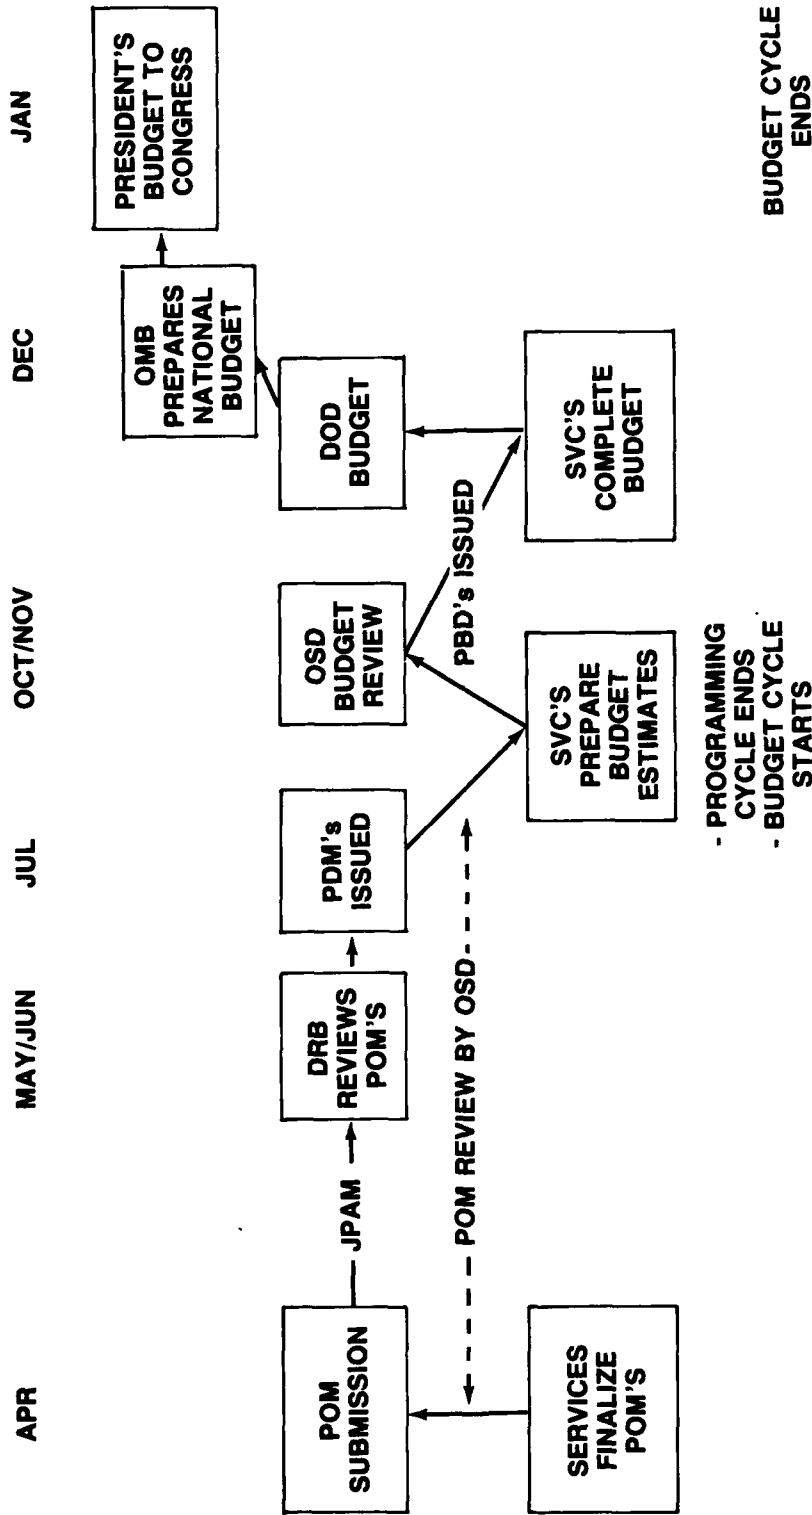 APR
MAY/JUN
JUL
OCT/NOV
DEC
JAN
PRESIDENT'S
BUDGET TO
CONGRESS
OMB
PREPARES
NATIONAL
BUDGET
POM
SUBMISSION
JPAM
DRB
REVIEWS
POM'S
PDM's
ISSUED
OSD
BUDGET
REVIEW
DOD
BUDGET
POM REVIEW BY OSD
PBD's ISSUED
SERVICES
FINALIZE
POM'S
SVC'S
PREPARE
BUDGET
ESTIMATES
SVC'S
COMPLETE
BUDGET
- PROGRAMMING
CYCLE ENDS
- BUDGET CYCLE
STARTS
BUDGET CYCLE
ENDS